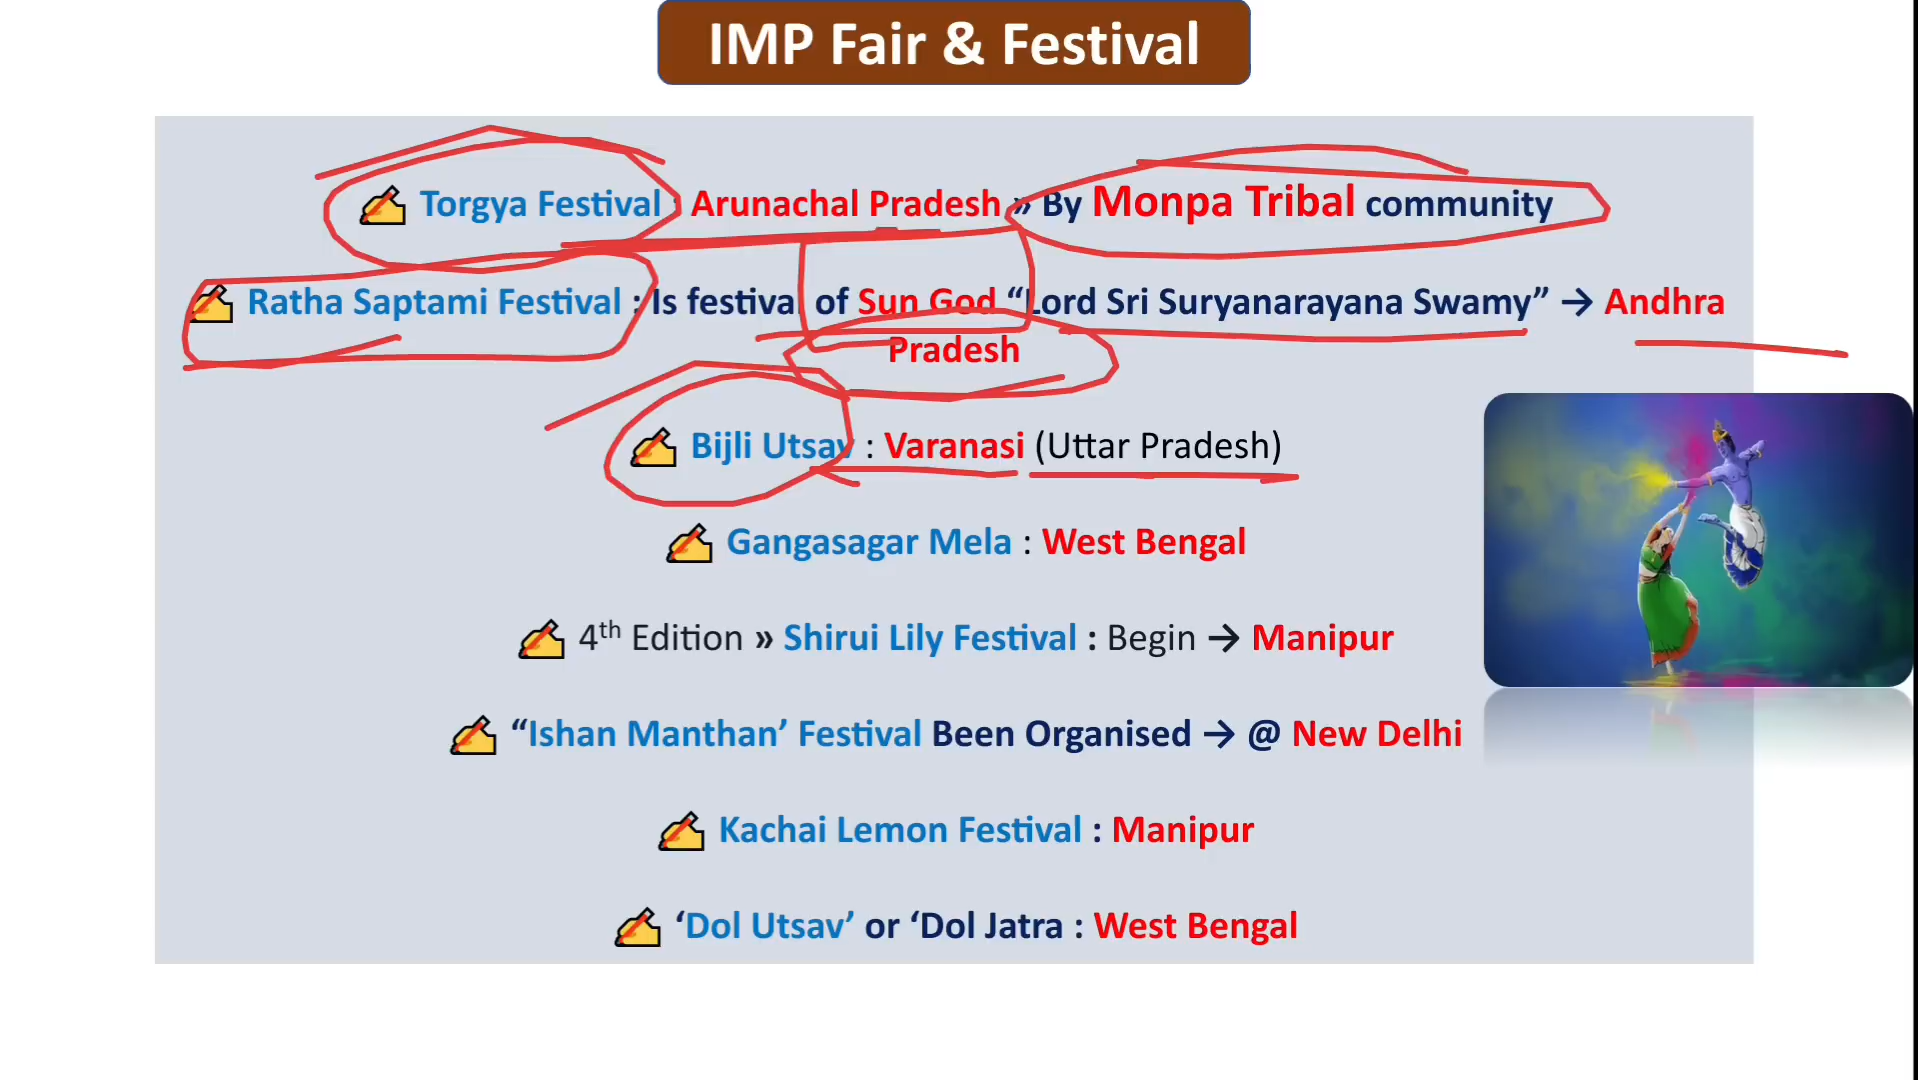 IMP Fair & Festival
Torgya Festival : Arunachal Pradesh » By Monpa Tribal community
Ratha Saptami Festival : Is festival of Sun God “Lord Sri Suryanarayana Swamy” → Andhra
Pradesh
Bijli Utsav : Varanasi (Uttar Pradesh)
Gangasagar Mela : West Bengal
4th Edition » Shirui Lily Festival : Begin → Manipur
“Ishan Manthan’ Festival Been Organised → @ New Delhi
Kachai Lemon Festival : Manipur
‘Dol Utsav’ or ‘Dol Jatra : West Bengal